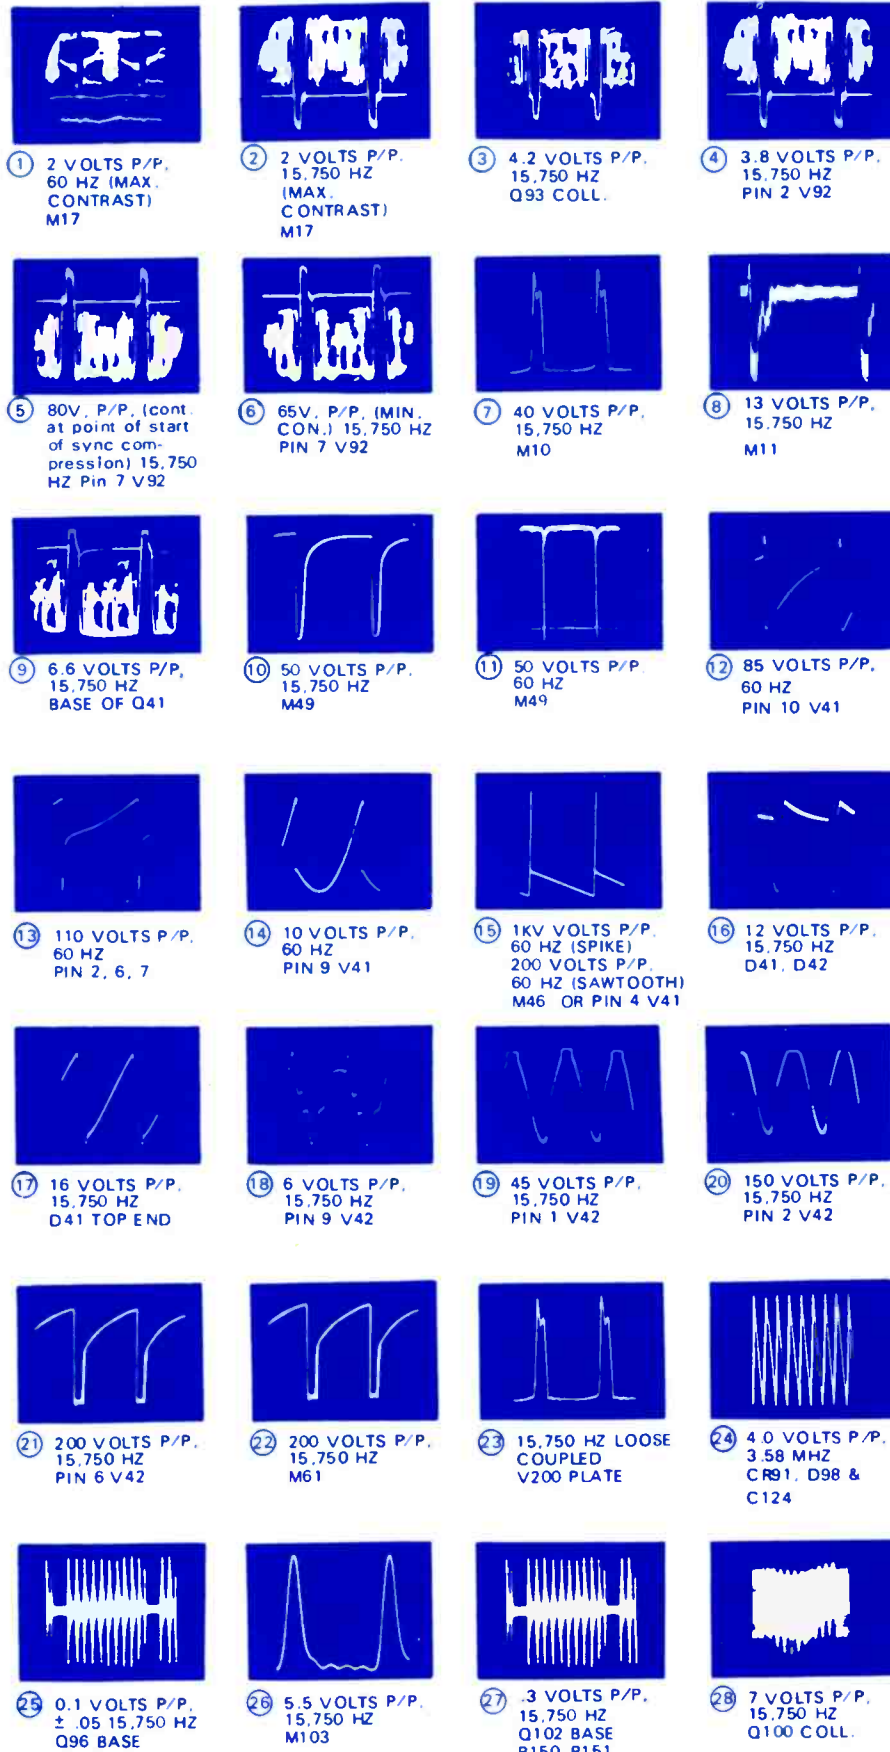 1 2 VOLTS P/P,
60 HZ (MAX.
CONTRAST)
M17
2 2 VOLTS P/P.
15,750 HZ
(MAX.
CONTRAST)
M17
3 4.2 VOLTS P/P,
15,750 HZ
Q93 COLL.
4 3.8 VOLTS P/P,
15,750 HZ
PIN 2 V92
5 80V, P/P, (cont.
at point of start
of sync com-
pression) 15,750
HZ Pin 7 V92
6 65V, P/P, (MIN.
CON.) 15,750 HZ
PIN 7 V92
7 40 VOLTS P/P,
15,750 HZ
M10
8 13 VOLTS P/P,
15,750 HZ
M11
9 6.6 VOLTS P/P,
15,750 HZ
BASE OF Q41
10 50 VOLTS P/P,
15,750 HZ
M49
11 50 VOLTS P/P
60 HZ
M49
12 85 VOLTS P/P,
60 HZ
PIN 10 V41
13 110 VOLTS P/P,
60 HZ
PIN 2, 6, 7
14 10 VOLTS P/P,
60 HZ
PIN 9 V41
15 1KV VOLTS P/P,
60 HZ (SPIKE)
200 VOLTS P/P,
60 HZ (SAWTOOTH)
M46 OR PIN 4 V41
16 12 VOLTS P/P,
15,750 HZ
D41, D42
17 16 VOLTS P/P,
15,750 HZ
D41 TOP END
18 6 VOLTS P/P,
15,750 HZ
PIN 9 V42
19 45 VOLTS P/P,
15,750 HZ
PIN 1 V42
20 150 VOLTS P/P,
15,750 HZ
PIN 2 V42
21 200 VOLTS P/P,
15,750 HZ
PIN 6 V42
22 200 VOLTS P/P,
15,750 HZ
M61
23 15,750 HZ LOOSE
COUPLED
V200 PLATE
24 4.0 VOLTS P/P,
3.58 MHZ
CR91, D98 &
C124
25 0.1 VOLTS P/P,
± .05 15,750 HZ
Q96 BASE
26 5.5 VOLTS P/P,
15,750 HZ
M103
27 .3 VOLTS P/P,
15,750 HZ
Q102 BASE
28 7 VOLTS P/P,
15,750 HZ
Q100 COLL.